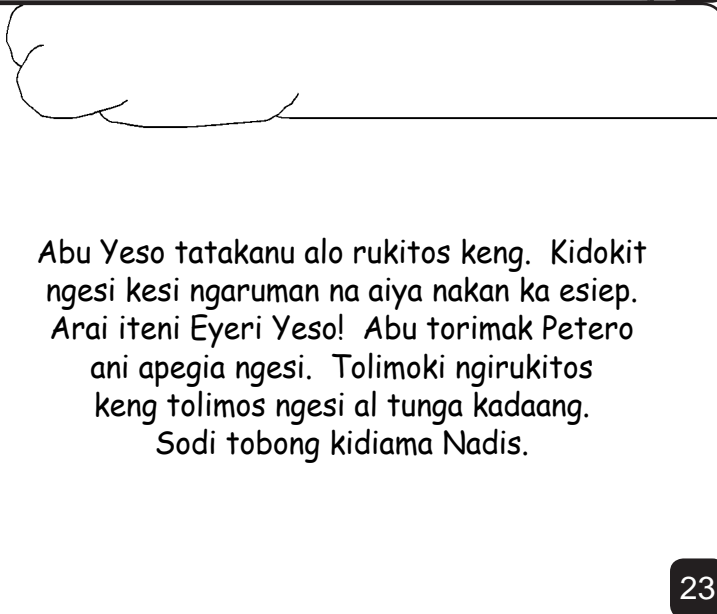 Abu Yeso tatakanu alo rukitos keng.  Kidokit
ngesi kesi ngaruman na aiya nakan ka esiep.
Arai iteni Eyeri Yeso!  Abu torimak Petero
ani apegia ngesi.  Tolimoki ngirukitos
keng tolimos ngesi al tunga kadaang.
Sodi tobong kidiama Nadis.
23